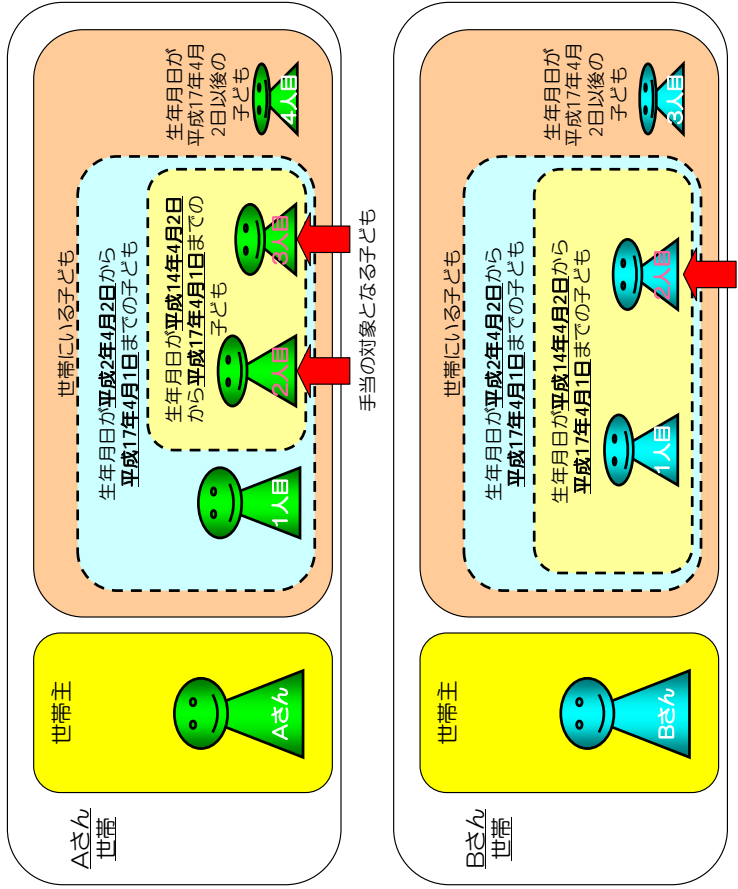 Aさん
世帯
世帯主
Aさん
世帯にいる子ども
生年月日が平成2年4月2日から
平成17年4月1日までの子ども
1人目
生年月日が平成14年4月2日
から平成17年4月1日までの
子ども
2人目
3人目
生年月日が
平成17年4月
2日以後の
子ども
4人目
手当の対象となる子ども
Bさん
世帯
世帯主
Bさん
世帯にいる子ども
生年月日が平成2年4月2日から
平成17年4月1日までの子ども
生年月日が平成14年4月2日から
平成17年4月1日までの子ども
1人目
2人目
生年月日が
平成17年4月
2日以後の
子ども
3人目